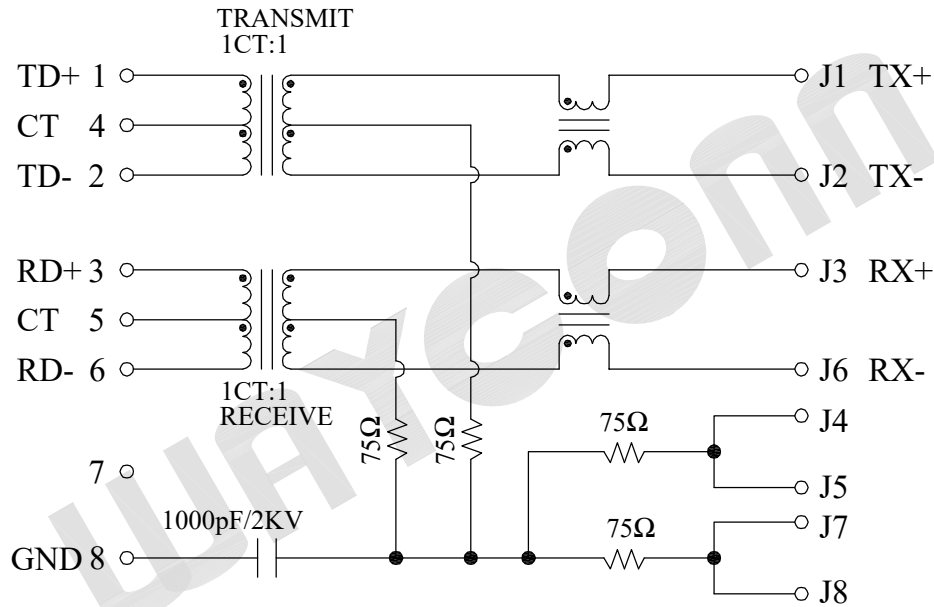 TRANSMIT
1CT:1
TD+ 1
J1 TX+
CT 4
TD- 2
J2 TX-
RD+ 3
J3 RX+
CT 5
RD- 6
J6 RX-
1CT:1
RECEIVE
75Ω
75Ω
75Ω
J4
7
J5
1000pF/2KV
75Ω
J7
GND 8
J8
WAYCONN